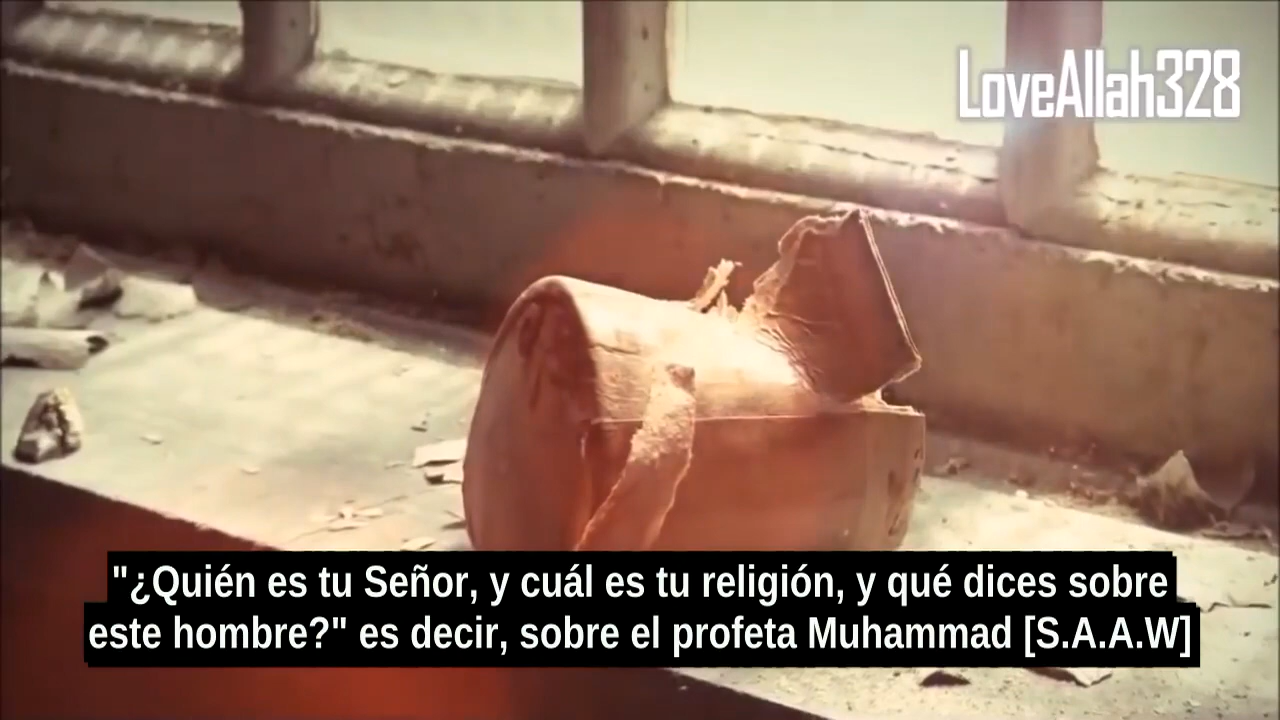 LoveAllah328
"¿Quién es tu Señor, y cuál es tu religión, y qué dices sobre
este hombre?" es decir, sobre el profeta Muhammad [S.A.A.W]